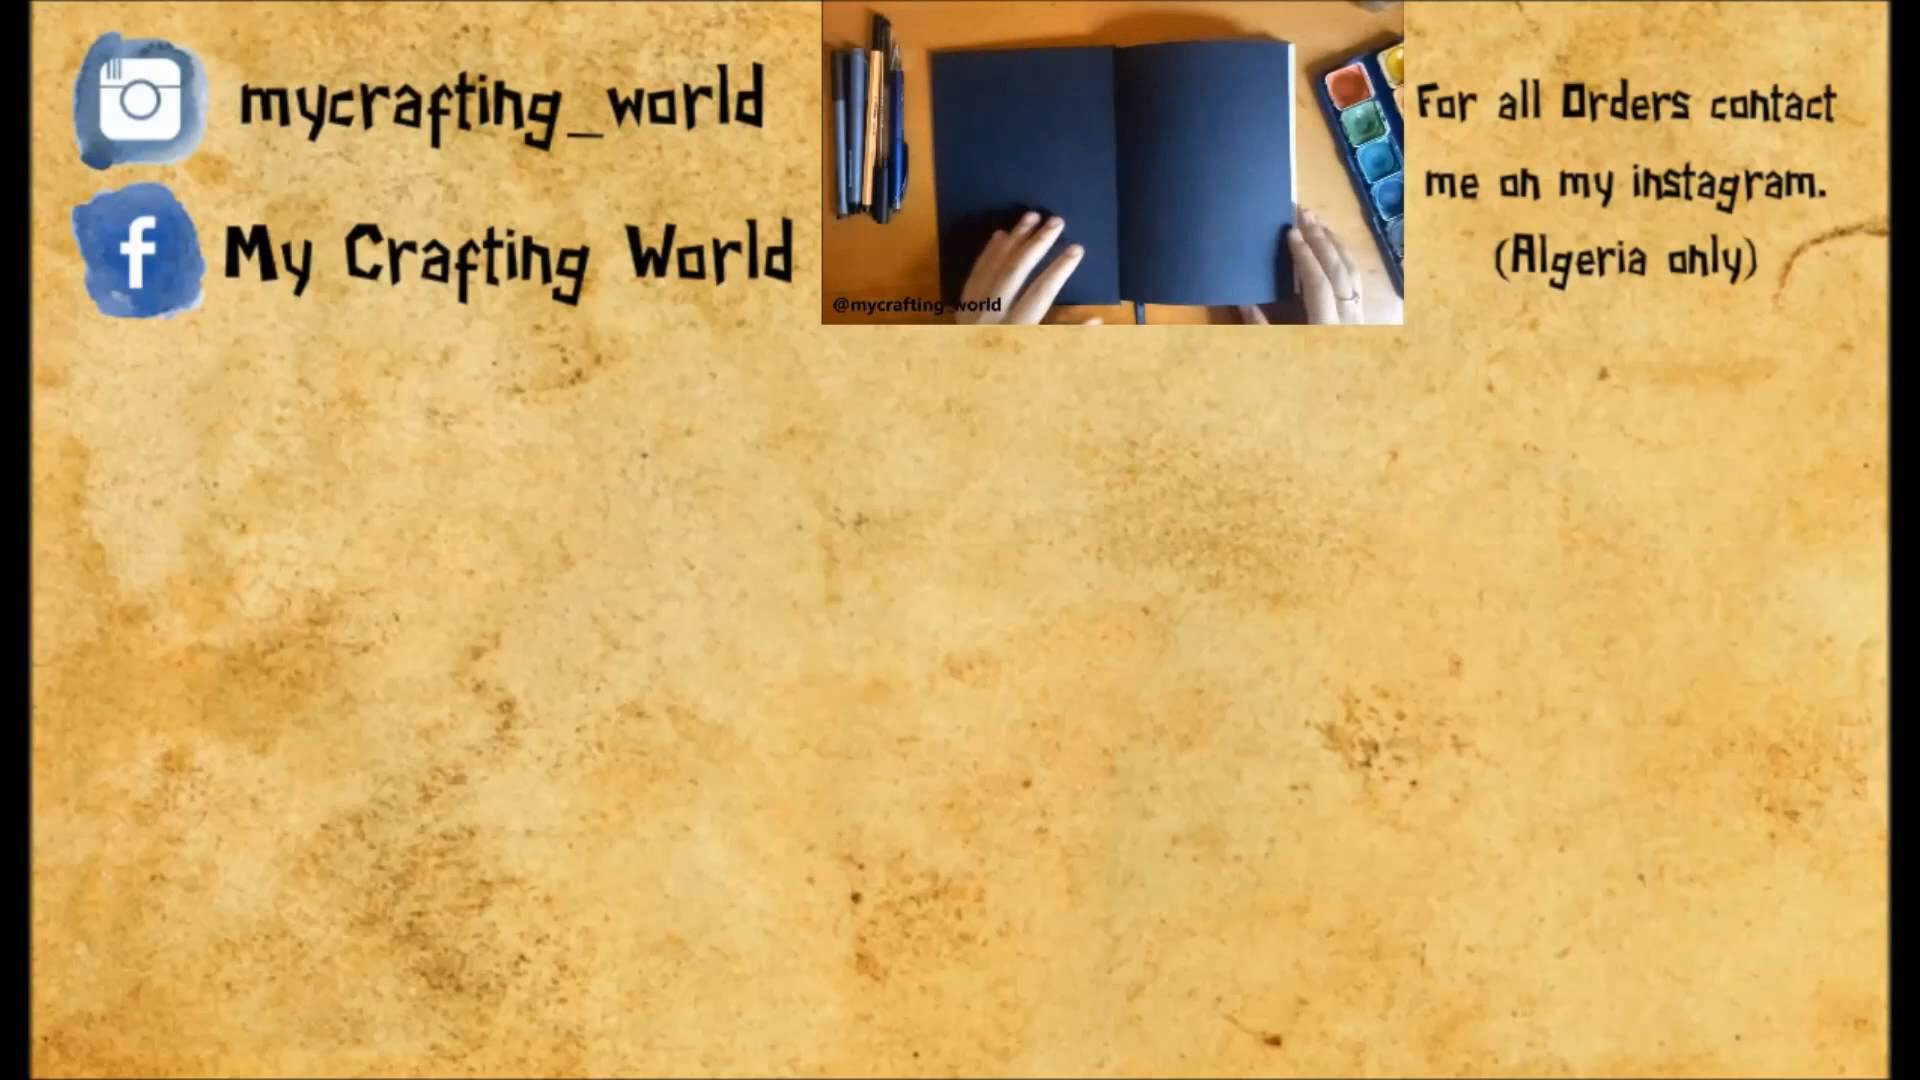 mycrafting_world
My Crafting World
@mycrafting_world
For all Orders contact
me on my instagram.
(Algeria only)